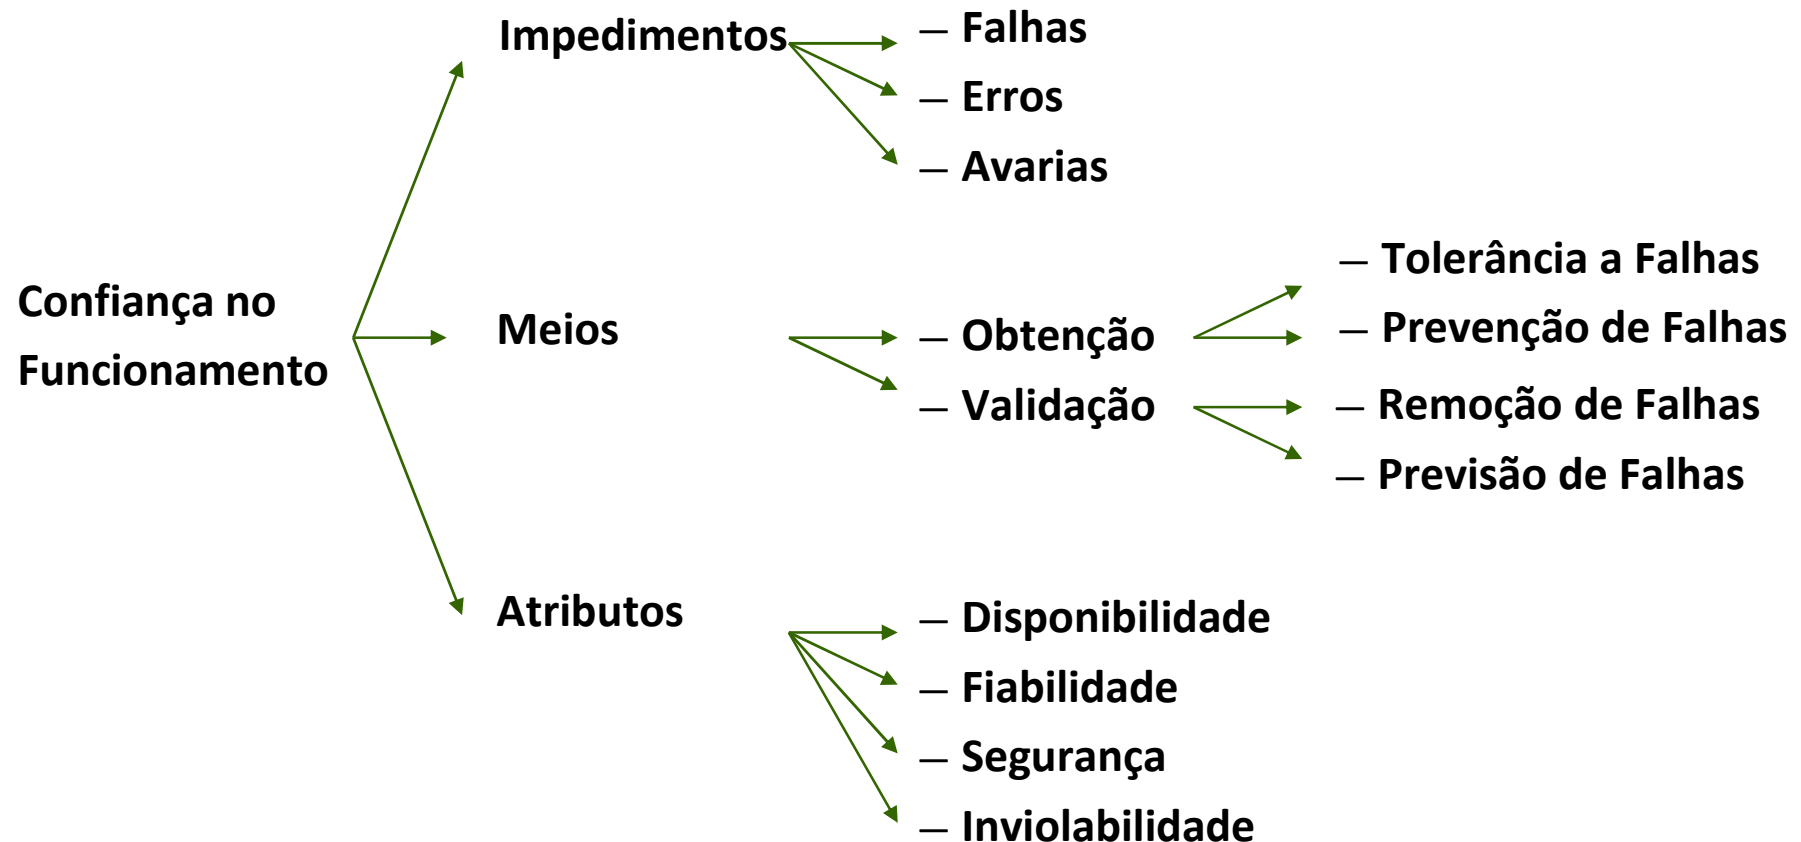 Confiança no
Funcionamento
Impedimentos
— Falhas
— Erros
— Avarias
Meios
— Obtenção
— Validação
— Tolerância a Falhas
— Prevenção de Falhas
— Remoção de Falhas
— Previsão de Falhas
Atributos
— Disponibilidade
— Fiabilidade
— Segurança
— Inviolabilidade